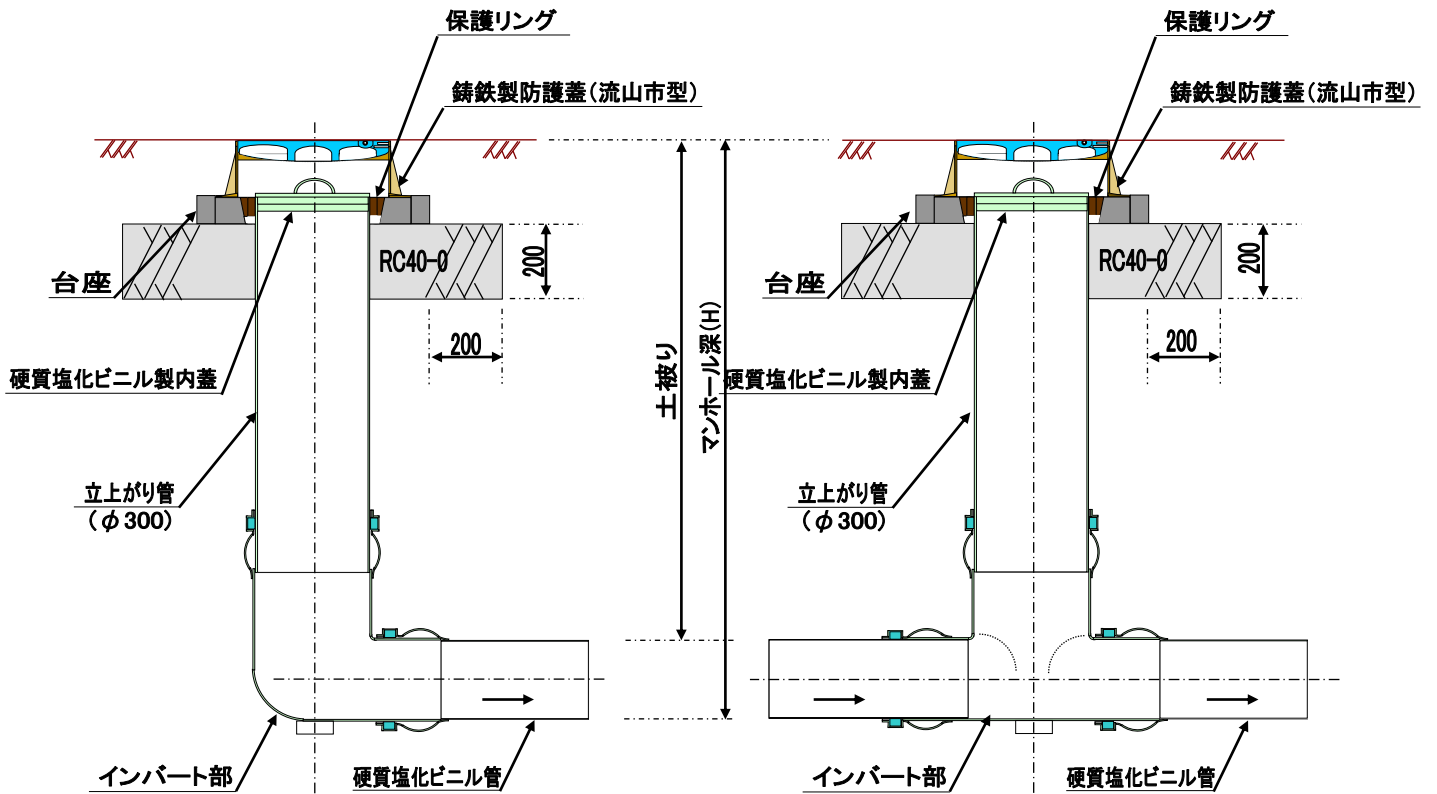 保護リング
鋳鉄製防護蓋(流山市型)
RC40-0
200
台座
200
硬質塩化ビニル製内蓋
立上がり管
(φ300)
インバート部
硬質塩化ビニル管
土被り
マンホール深(H)
保護リング
鋳鉄製防護蓋(流山市型)
RC40-0
200
台座
200
硬質塩化ビニル製内蓋
立上がり管
(φ300)
インバート部
硬質塩化ビニル管